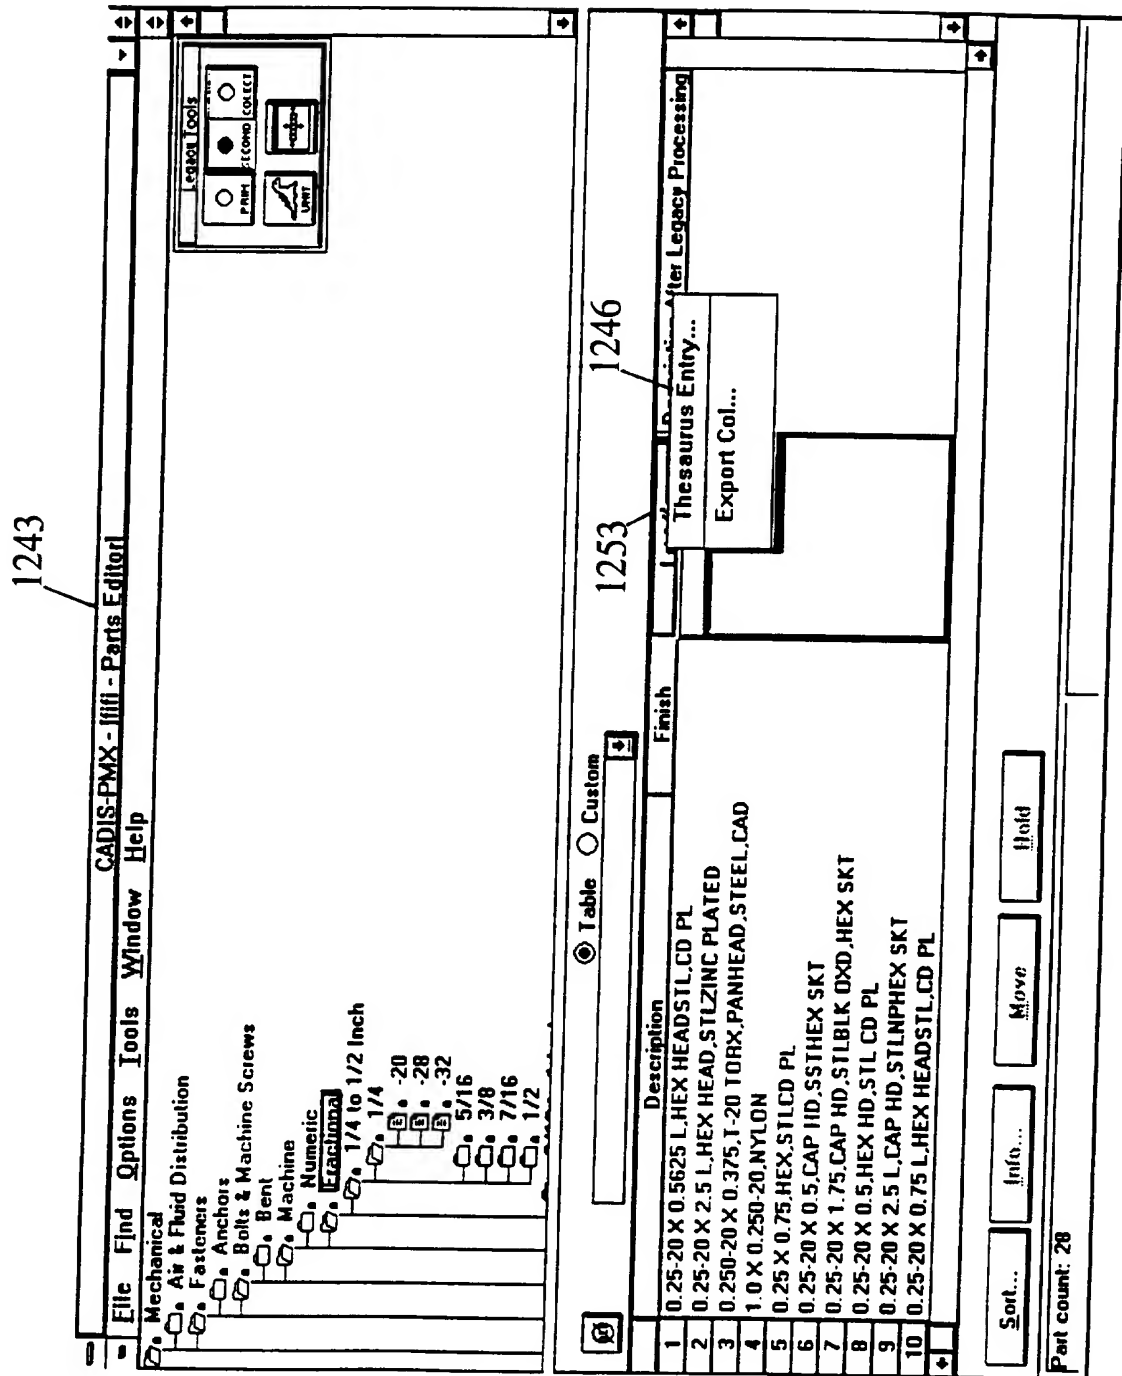 1243
CADIS-PMX - Ififi - Parts Editor
File Find Options Tools Window Help
Mechanical
Air & Fluid Distribution
Fasteners
Anchors
Bolts & Machine Screws
Bent
Machine
Numeric
Fractional
1/4 to 1/2 Inch
1/4
-20
-28
-32
5/16
3/8
7/16
1/2
Tools
PRIM SECOND COLECT
UNIT
Table Custom
1253
1246
Description Finish After Legacy Processing
Thesaurus Entry...
Export Col...
1 0.25-20 X 0.5625 L,HEX HEADSTL,CD PL
2 0.25-20 X 2.5 L,HEX HEAD,STLZINC PLATED
3 0.250-20 X 0.375,T-20 TORX,PANHEAD,STEEL,CAD
4 1.0 X 0.250-20,NYLON
5 0.25 X 0.75,HEX,STLCD PL
6 0.25-20 X 0.5,CAP HD,SSTHEX SKT
7 0.25-20 X 1.75,CAP HD,STLBLK OXD,HEX SKT
8 0.25-20 X 0.5,HEX HD,STL CD PL
9 0.25-20 X 2.5 L,CAP HD,STLNPHEX SKT
10 0.25-20 X 0.75 L,HEX HEADSTL,CD PL
Sort... Info... Move Hold
Part count: 28